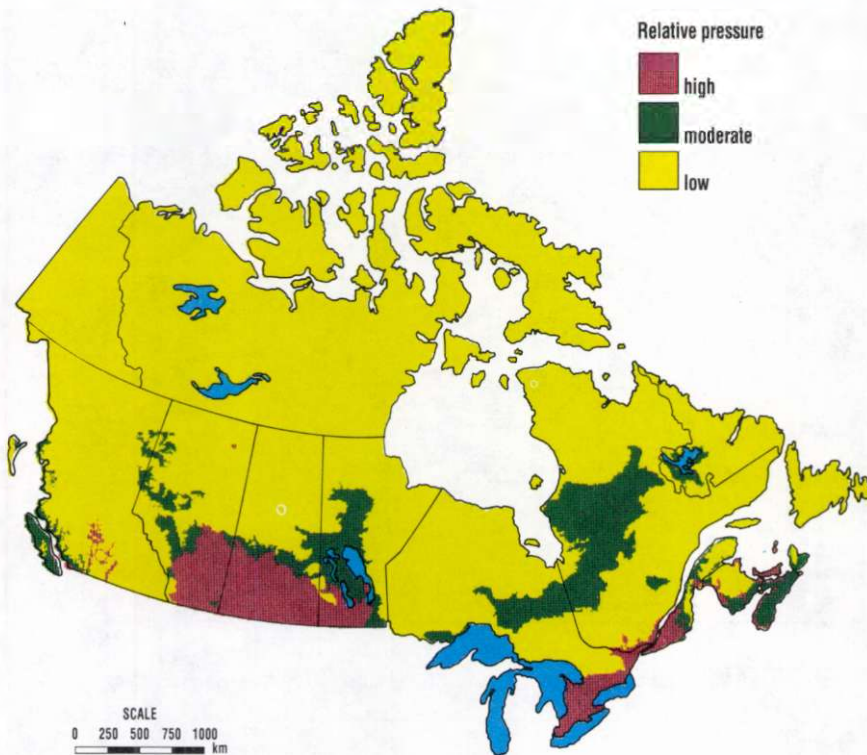 Relative pressure
high
moderate
low
SCALE
0 250 500 750 1000
km